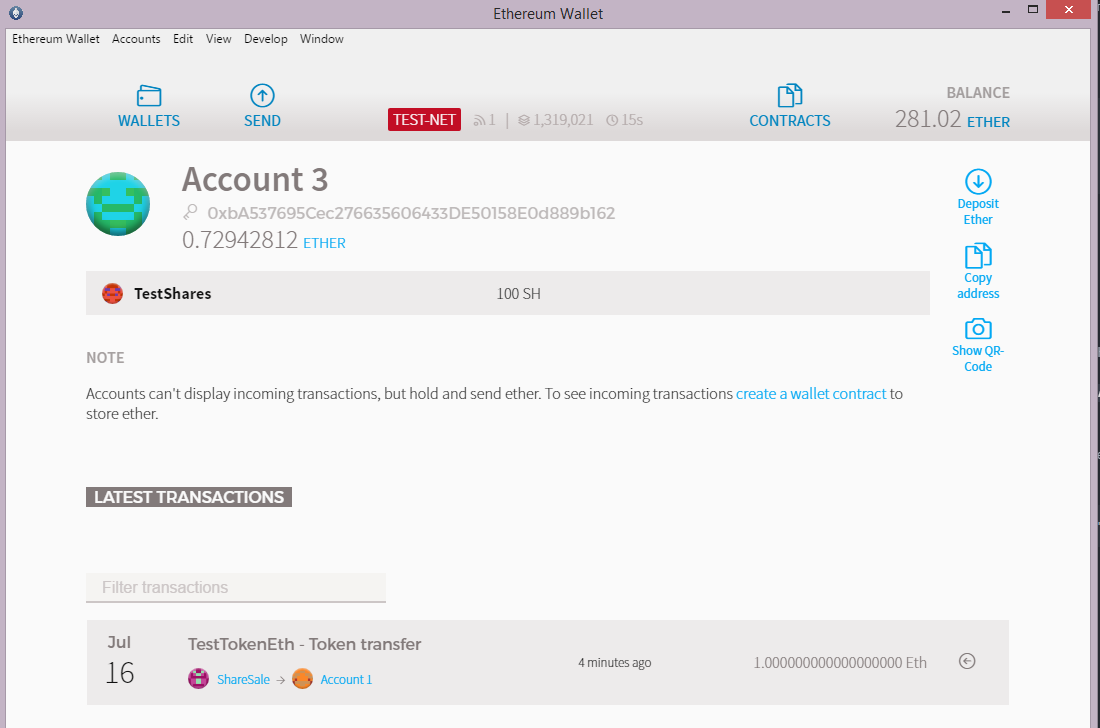 Ethereum Wallet
Ethereum Wallet Accounts Edit View Develop Window
WALLETS
SEND
TEST-NET 1 | 1,319,021 15s
CONTRACTS
BALANCE
281.02 ETHER
Account 3
0xbA537695Cec276635606433DE50158E0d889b162
0.72942812 ETHER
Deposit
Ether
Copy
address
Show QR-
Code
TestShares 100 SH
NOTE
Accounts can't display incoming transactions, but hold and send ether. To see incoming transactions create a wallet contract to
store ether.
LATEST TRANSACTIONS
Filter transactions
Jul
16
TestTokenEth - Token transfer
ShareSale → Account 1
4 minutes ago
1.000000000000000000 Eth